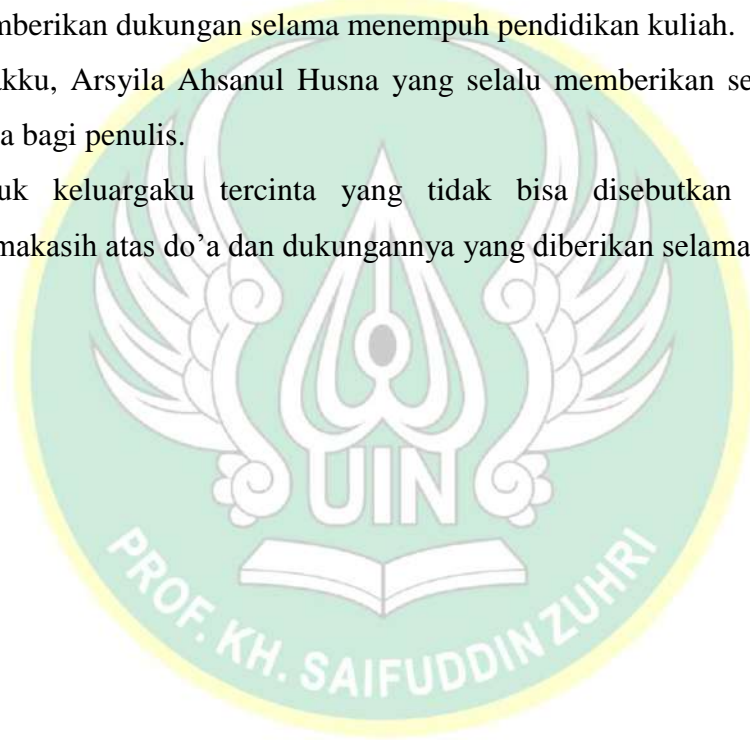 mberikan dukungan selama menempuh pendidikan kuliah.
akku, Arsyila Ahsanul Husna yang selalu memberikan se
a bagi penulis.
uk keluargaku tercinta yang tidak bisa disebutkan
makasih atas do’a dan dukungannya yang diberikan selama
UIN
PROF. KH. SAIFUDDIN ZUHRI